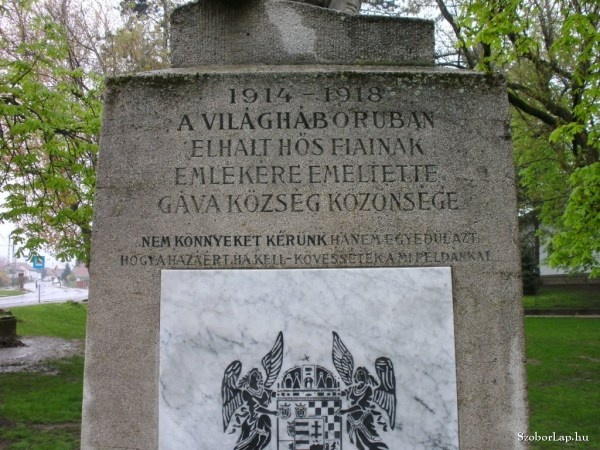 1914-1918
A VILÁGHÁBORUBAN
ELHALT HŐS FIAINAK
EMLÉKÉRE EMELTETTE
GÁVA KÖZSÉG KÖZÖNSÉGE
NEM KÖNNYEKET KÉRÜNK HANEM EGYEDÜL AZT:
HOGY A HAZÁÉRT, HA KELL - KÖVESSÉTEK A MI PÉLDÁNKAT.
SzoborLap.hu